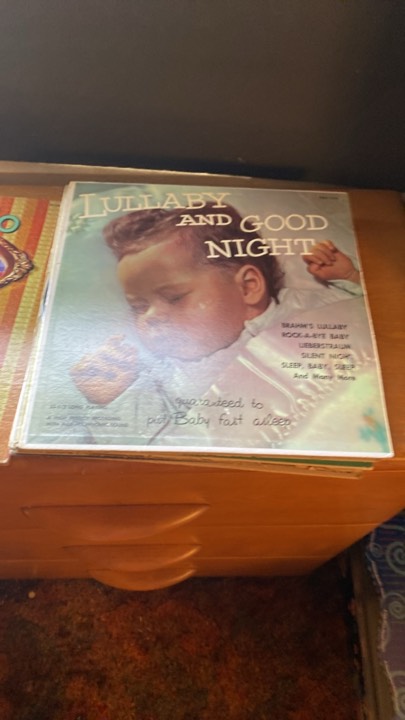 LULLABY
AND GOOD
NIGHT
BRAHM'S LULLABY
ROCK-A-BYE BABY
LIEBERSTRAUM
SILENT NIGHT
SLEEP, BABY, SLEEP
And Many More
guaranteed to
put Baby fast asleep
O